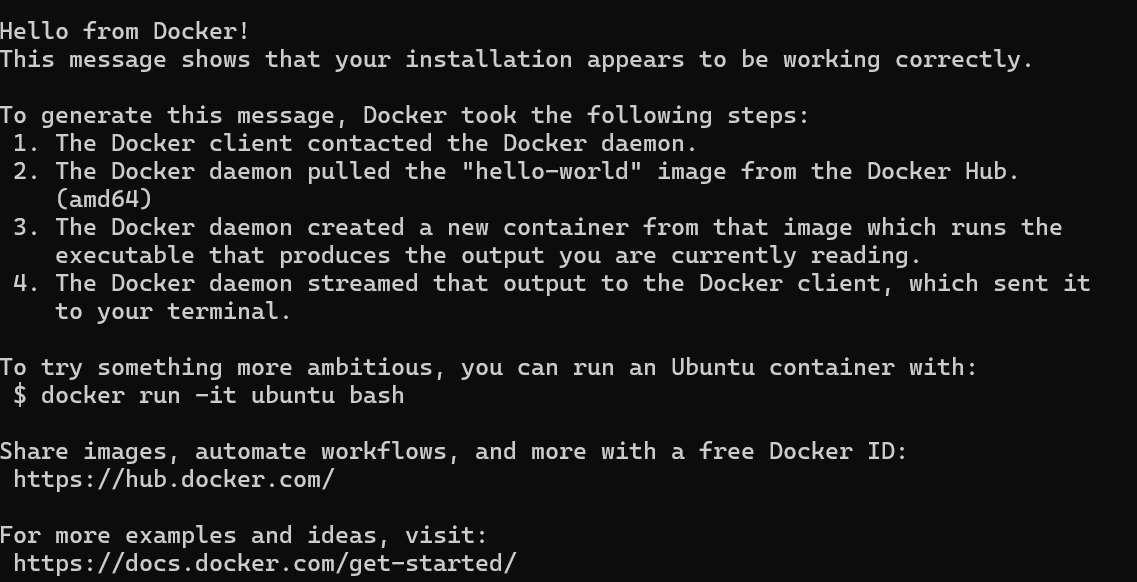 Hello from Docker!
This message shows that your installation appears to be working correctly.
To generate this message, Docker took the following steps:
1. The Docker client contacted the Docker daemon.
2. The Docker daemon pulled the "hello-world" image from the Docker Hub.
(amd64)
3. The Docker daemon created a new container from that image which runs the
executable that produces the output you are currently reading.
4. The Docker daemon streamed that output to the Docker client, which sent it
to your terminal.
To try something more ambitious, you can run an Ubuntu container with:
$ docker run -it ubuntu bash
Share images, automate workflows, and more with a free Docker ID:
https://hub.docker.com/
For more examples and ideas, visit:
https://docs.docker.com/get-started/